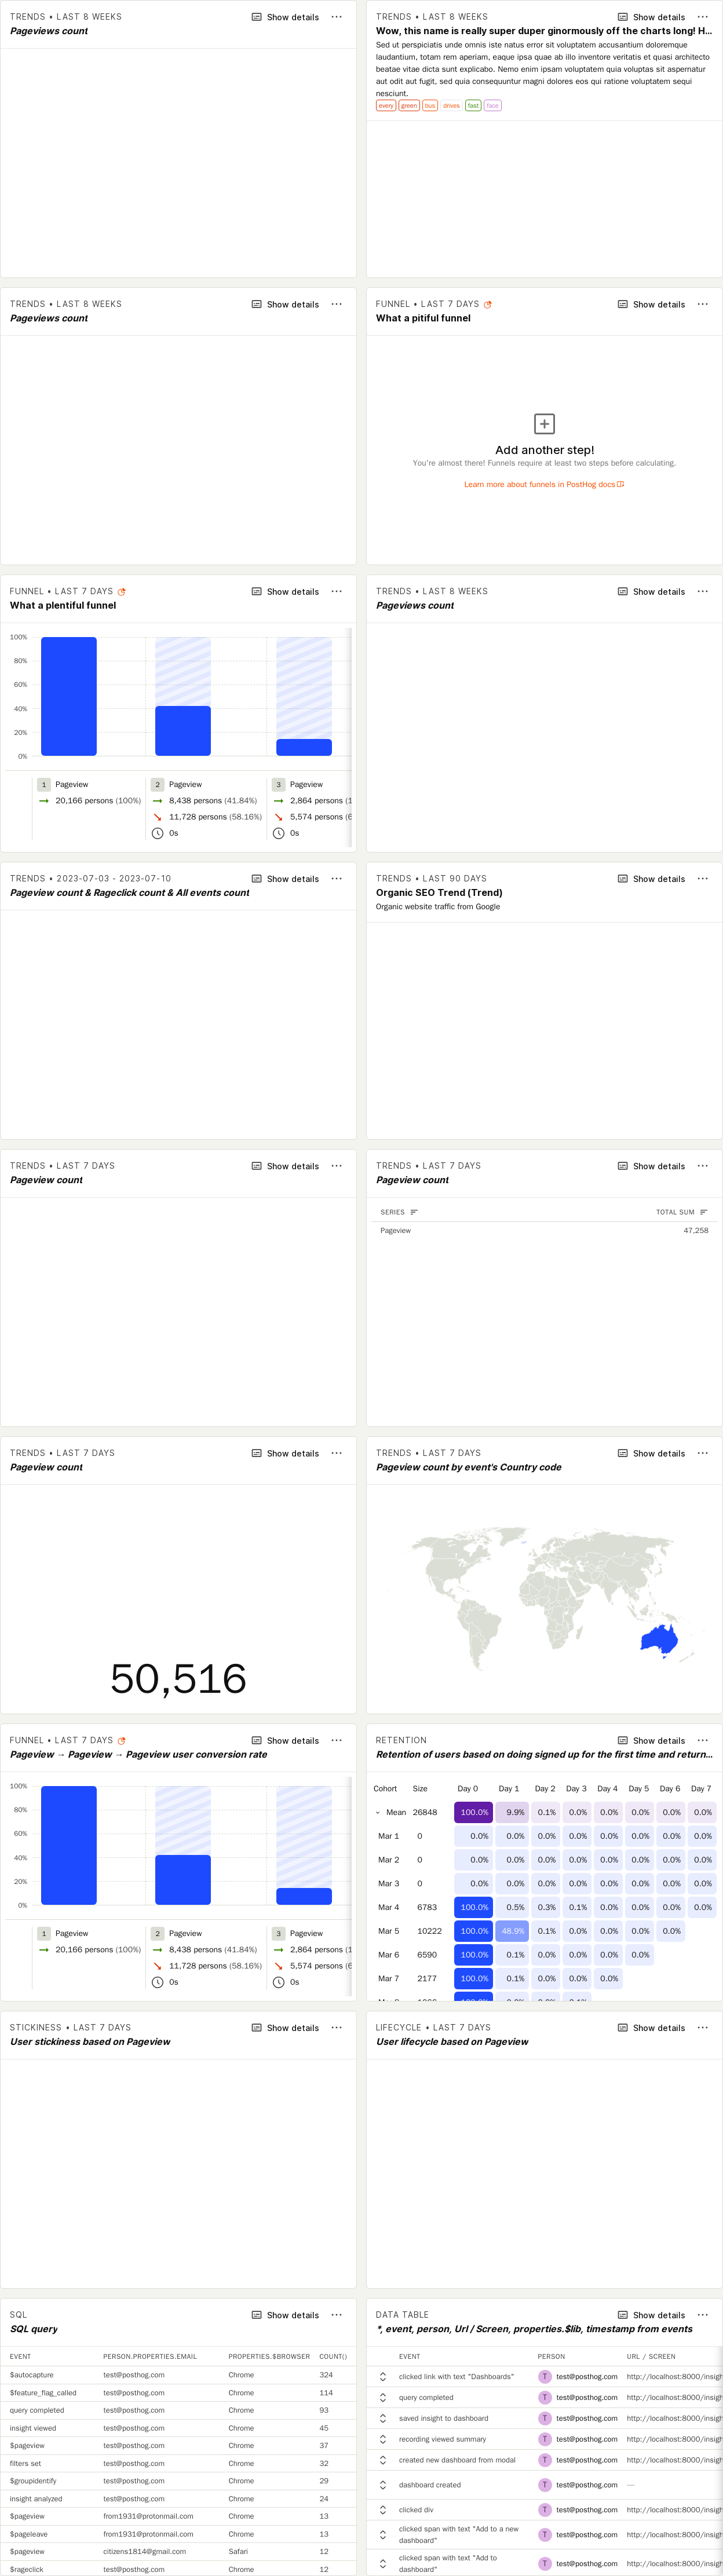 TRENDS • LAST 8 WEEKS
Show details
Pageviews count
TRENDS • LAST 8 WEEKS
Show details
Wow, this name is really super duper ginormously off the charts long! H...
Sed ut perspiciatis unde omnis iste natus error sit voluptatem accusantium doloremque
laudantium, totam rem aperiam, eaque ipsa quae ab illo inventore veritatis et quasi architecto
beatae vitae dicta sunt explicabo. Nemo enim ipsam voluptatem quia voluptas sit aspernatur
aut odit aut fugit, sed quia consequuntur magni dolores eos qui ratione voluptatem sequi
nesciunt.
every green bus drives fast face
TRENDS • LAST 8 WEEKS
Show details
Pageviews count
FUNNEL • LAST 7 DAYS
Show details
What a pitiful funnel
Add another step!
You're almost there! Funnels require at least two steps before calculating.
Learn more about funnels in PostHog docs
FUNNEL • LAST 7 DAYS
Show details
What a plentiful funnel
100%
80%
60%
40%
20%
0%
1 Pageview
20,166 persons (100%)
2 Pageview
8,438 persons (41.84%)
11,728 persons (58.16%)
0s
3 Pageview
2,864 persons (1
5,574 persons (6
0s
TRENDS • LAST 8 WEEKS
Show details
Pageviews count
TRENDS • 2023-07-03 - 2023-07-10
Show details
Pageview count & Rageclick count & All events count
TRENDS • LAST 90 DAYS
Show details
Organic SEO Trend (Trend)
Organic website traffic from Google
TRENDS • LAST 7 DAYS
Show details
Pageview count
TRENDS • LAST 7 DAYS
Show details
Pageview count
SERIES TOTAL SUM
Pageview 47,258
TRENDS • LAST 7 DAYS
Show details
Pageview count
50,516
TRENDS • LAST 7 DAYS
Show details
Pageview count by event's Country code
FUNNEL • LAST 7 DAYS
Show details
Pageview → Pageview → Pageview user conversion rate
100%
80%
60%
40%
20%
0%
1 Pageview
20,166 persons (100%)
2 Pageview
8,438 persons (41.84%)
11,728 persons (58.16%)
0s
3 Pageview
2,864 persons (1
5,574 persons (6
0s
RETENTION
Show details
Retention of users based on doing signed up for the first time and return...
Cohort Size Day 0 Day 1 Day 2 Day 3 Day 4 Day 5 Day 6 Day 7
Mean 26848 100.0% 9.9% 0.1% 0.0% 0.0% 0.0% 0.0% 0.0%
Mar 1 0 0.0% 0.0% 0.0% 0.0% 0.0% 0.0% 0.0% 0.0%
Mar 2 0 0.0% 0.0% 0.0% 0.0% 0.0% 0.0% 0.0% 0.0%
Mar 3 0 0.0% 0.0% 0.0% 0.0% 0.0% 0.0% 0.0% 0.0%
Mar 4 6783 100.0% 0.5% 0.3% 0.1% 0.0% 0.0% 0.0% 0.0%
Mar 5 10222 100.0% 48.9% 0.1% 0.0% 0.0% 0.0% 0.0%
Mar 6 6590 100.0% 0.1% 0.0% 0.0% 0.0% 0.0%
Mar 7 2177 100.0% 0.1% 0.0% 0.0% 0.0%
STICKINESS • LAST 7 DAYS
Show details
User stickiness based on Pageview
LIFECYCLE • LAST 7 DAYS
Show details
User lifecycle based on Pageview
SQL
Show details
SQL query
EVENT PERSON.PROPERTIES.EMAIL PROPERTIES.$BROWSER COUNT()
$autocapture test@posthog.com Chrome 324
$feature_flag_called test@posthog.com Chrome 114
query completed test@posthog.com Chrome 93
insight viewed test@posthog.com Chrome 45
$pageview test@posthog.com Chrome 37
filters set test@posthog.com Chrome 32
$groupidentify test@posthog.com Chrome 29
insight analyzed test@posthog.com Chrome 24
$pageview from1931@protonmail.com Chrome 13
$pageleave from1931@protonmail.com Chrome 13
$pageview citizens1814@gmail.com Safari 12
$rageclick test@posthog.com Chrome 12
DATA TABLE
Show details
*, event, person, Url / Screen, properties.$lib, timestamp from events
EVENT PERSON URL / SCREEN
clicked link with text "Dashboards" T test@posthog.com http://localhost:8000/insigh
query completed T test@posthog.com http://localhost:8000/insigh
saved insight to dashboard T test@posthog.com http://localhost:8000/insigh
recording viewed summary T test@posthog.com http://localhost:8000/insigh
created new dashboard from modal T test@posthog.com http://localhost:8000/insigh
dashboard created T test@posthog.com —
clicked div T test@posthog.com http://localhost:8000/insigh
clicked span with text "Add to a new
dashboard" T test@posthog.com http://localhost:8000/insigh
clicked span with text "Add to
dashboard" T test@posthog.com http://localhost:8000/insigh